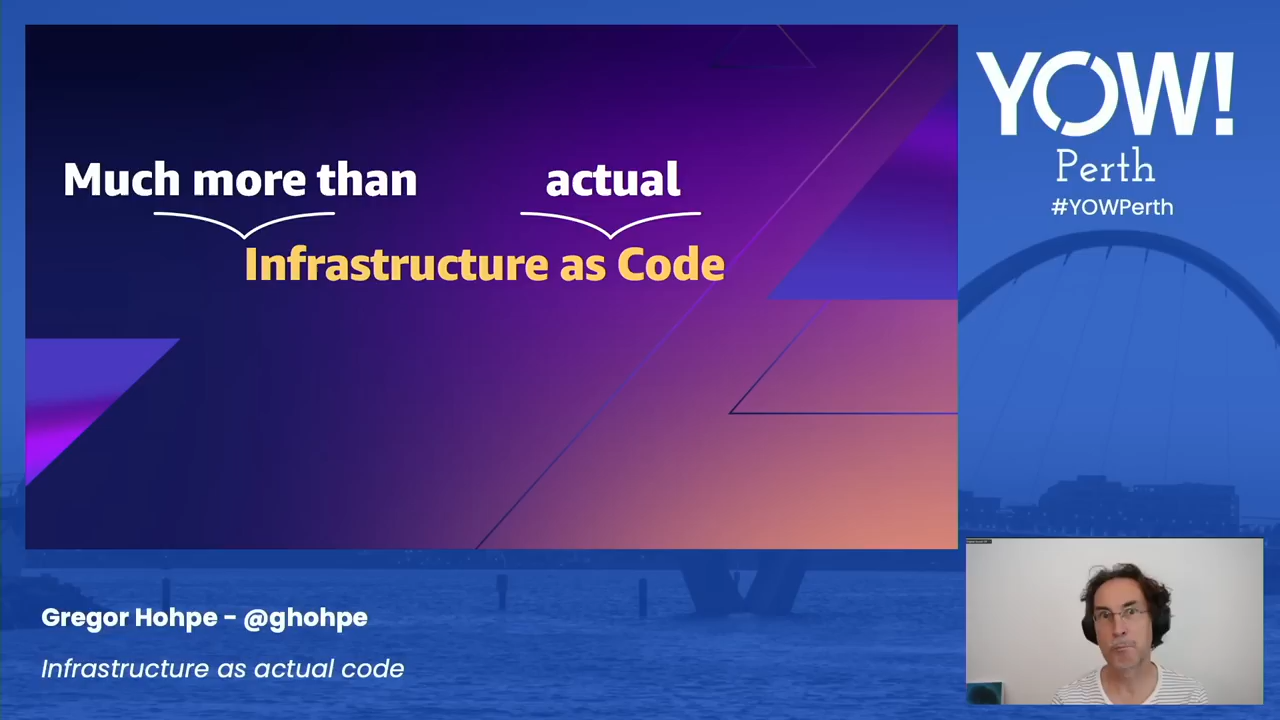 Much more than actual
Infrastructure as Code
YOW!
Perth
#YOWPerth
Gregor Hohpe - @ghohpe
Infrastructure as actual code